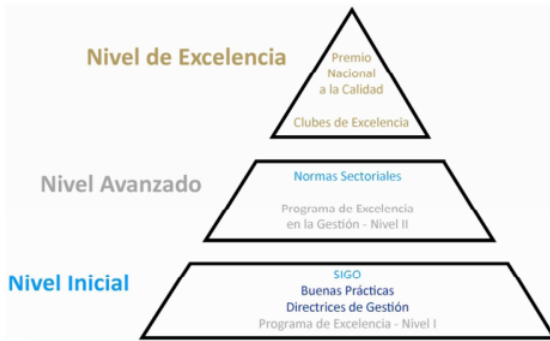 Nivel de Excelencia
Premio
Nacional
a la Calidad
Clubes de Excelencia
Nivel Avanzado
Normas Sectoriales
Programa de Excelencia
en la Gestión - Nivel II
Nivel Inicial
SIGO
Buenas Prácticas
Directrices de Gestión
Programa de Excelencia - Nivel I